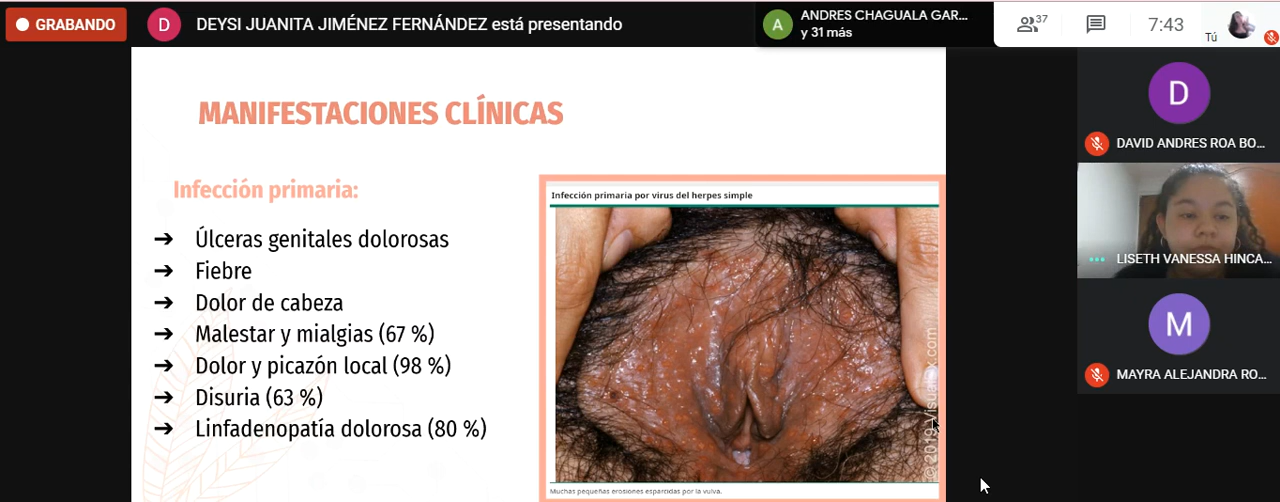 GRABANDO
D
DEYSI JUANITA JIMÉNEZ FERNÁNDEZ está presentando
A
ANDRES CHAGUALA GAR...
y 31 más
37
7:43
Tú
MANIFESTACIONES CLÍNICAS
Infección primaria:
➔ Úlceras genitales dolorosas
➔ Fiebre
➔ Dolor de cabeza
➔ Malestar y mialgias (67 %)
➔ Dolor y picazón local (98 %)
➔ Disuria (63 %)
➔ Linfadenopatía dolorosa (80 %)
Infección primaria por virus del herpes simple
Muchas pequeñas erosiones esparcidas por la vulva.
D
DAVID ANDRES ROA BO...
LISETH VANESSA HINCA...
M
MAYRA ALEJANDRA RO...